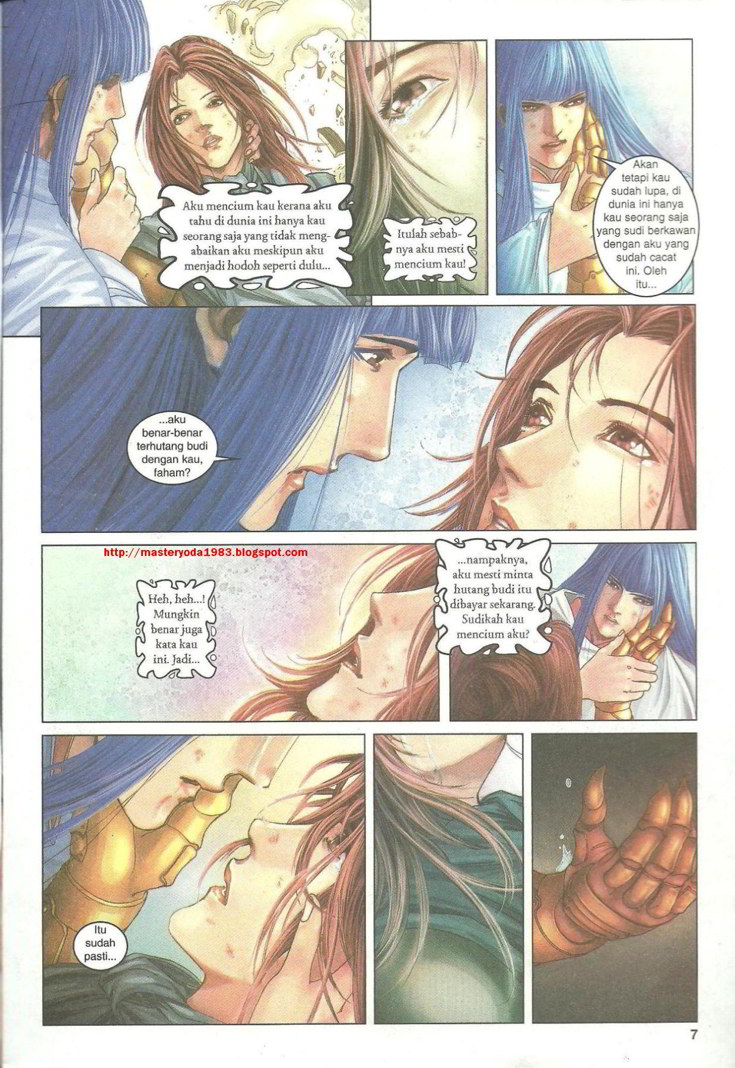 Aku mencium kau kerana aku
tahu di dunia ini hanya kau
seorang saja yang tidak meng-
abaikan aku meskipun aku
menjadi hodoh seperti dulu...
Itulah sebab-
nya aku mesti
mencium kau!
Akan
tetapi kau
sudah lupa, di
dunia ini hanya
kau seorang saja
yang sudi berkawan
dengan aku yang
sudah cacat
ini. Oleh
itu...
...aku
benar-benar
terhutang budi
dengan kau,
faham?
http://masteryoda1983.blogspot.com
Heh, heh...!
Mungkin
benar juga
kata kau
ini. Jadi...
...nampaknya,
aku mesti minta
hutang budi itu
dibayar sekarang.
Sudikah kau
mencium aku?
Itu
sudah
pasti...
7